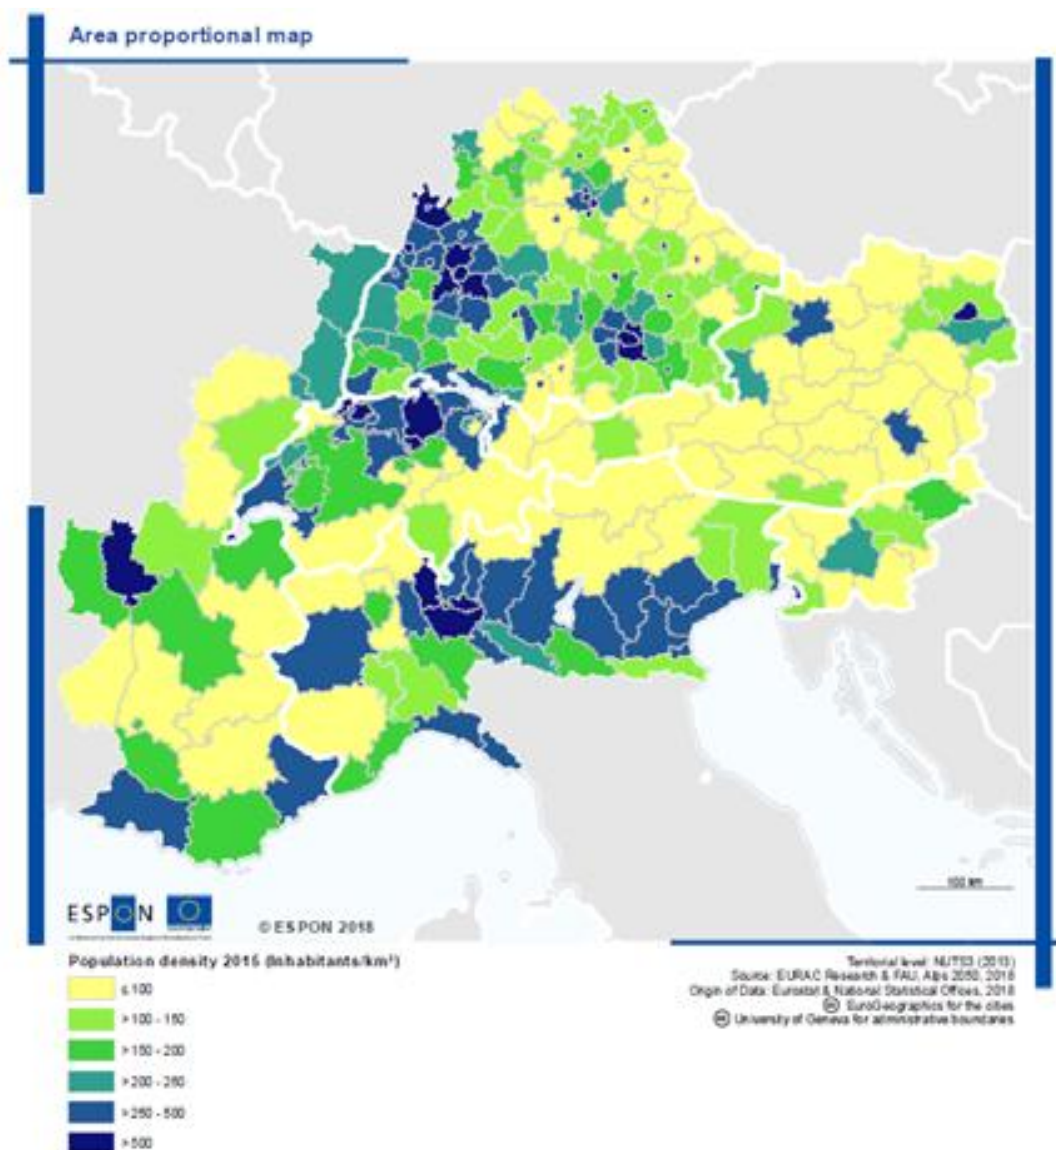 Area proportional map
100 km
ESPON
© ESPON 2018
Population density 2015 (Inhabitants/km²)
≤ 100
> 100 - 150
> 150 - 200
> 200 - 250
> 250 - 500
> 500
Territorial level: NUTS3 (2013)
Source: EURAC Research & FAU, Alps 2050, 2018
Origin of Data: Eurostat & National Statistical Offices, 2018
EuroGeographics for the cities
University of Geneva for administrative boundaries